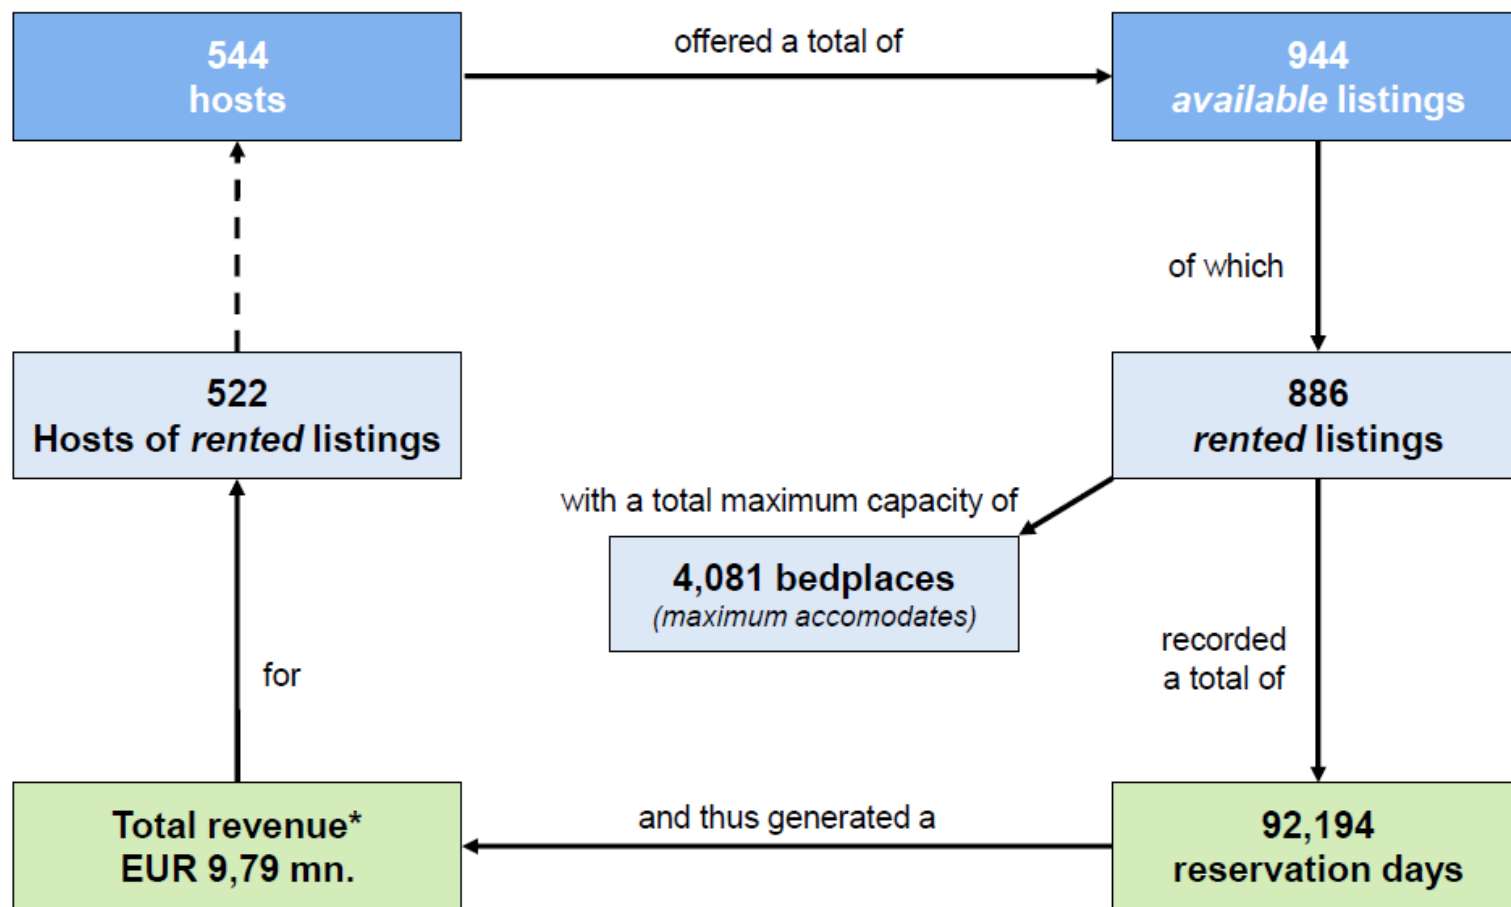 544
hosts
offered a total of
944
available listings
of which
522
Hosts of rented listings
886
rented listings
with a total maximum capacity of
4,081 bedplaces
(maximum accomodates)
recorded
a total of
for
Total revenue*
EUR 9,79 mn.
and thus generated a
92,194
reservation days